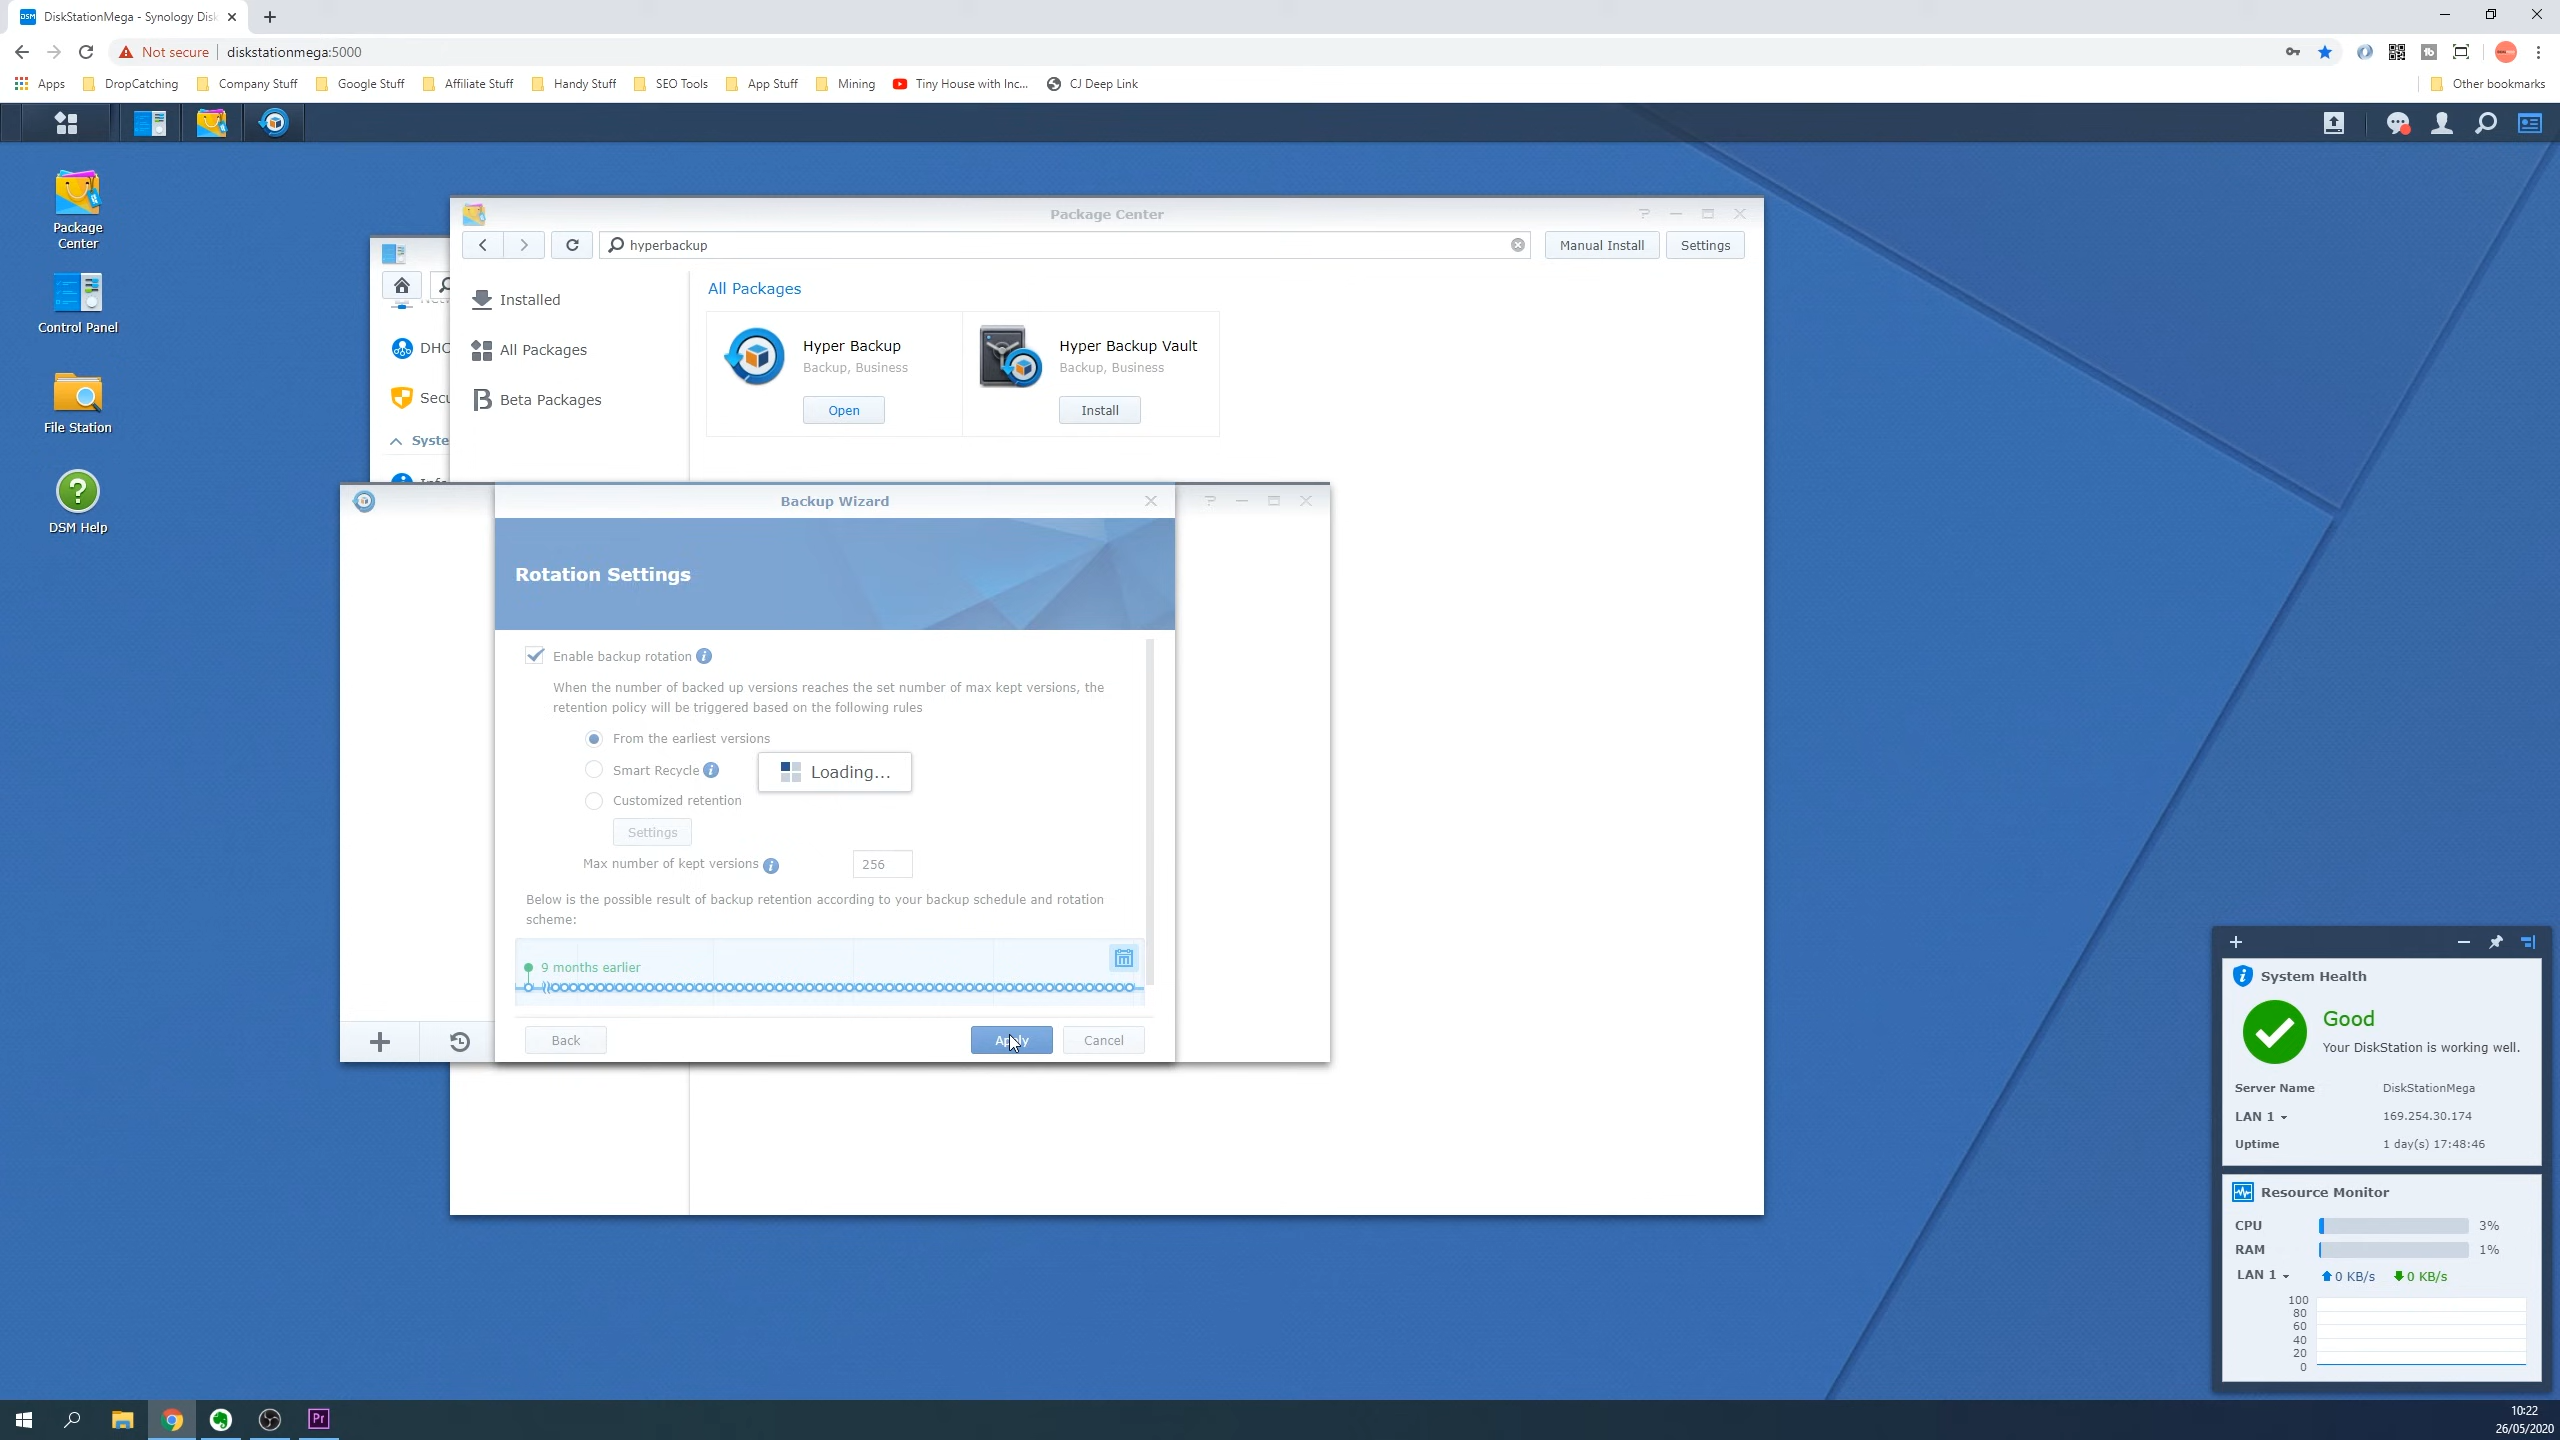 DiskStationMega - Synology Disk
Not secure
diskstationmega:5000
Apps
DropCatching
Company Stuff
Google Stuff
Affiliate Stuff
Handy Stuff
SEO Tools
App Stuff
Mining
Tiny House with Inc...
CJ Deep Link
Other bookmarks
Package
Center
Control Panel
File Station
DSM Help
Package Center
hyperbackup
Manual Install
Settings
Installed
All Packages
Beta Packages
All Packages
Hyper Backup
Backup, Business
Open
Hyper Backup Vault
Backup, Business
Install
DHC
Secu
Syste
Backup Wizard
Rotation Settings
Enable backup rotation
When the number of backed up versions reaches the set number of max kept versions, the
retention policy will be triggered based on the following rules
From the earliest versions
Smart Recycle
Loading...
Customized retention
Settings
Max number of kept versions
256
Below is the possible result of backup retention according to your backup schedule and rotation
scheme:
9 months earlier
Back
Apply
Cancel
System Health
Good
Your DiskStation is working well.
Server Name
DiskStationMega
LAN 1
169.254.30.174
Uptime
1 day(s) 17:48:46
Resource Monitor
CPU
3%
RAM
1%
LAN 1
0 KB/s
0 KB/s
100
80
60
40
20
0
Pr
10:22
26/05/2020